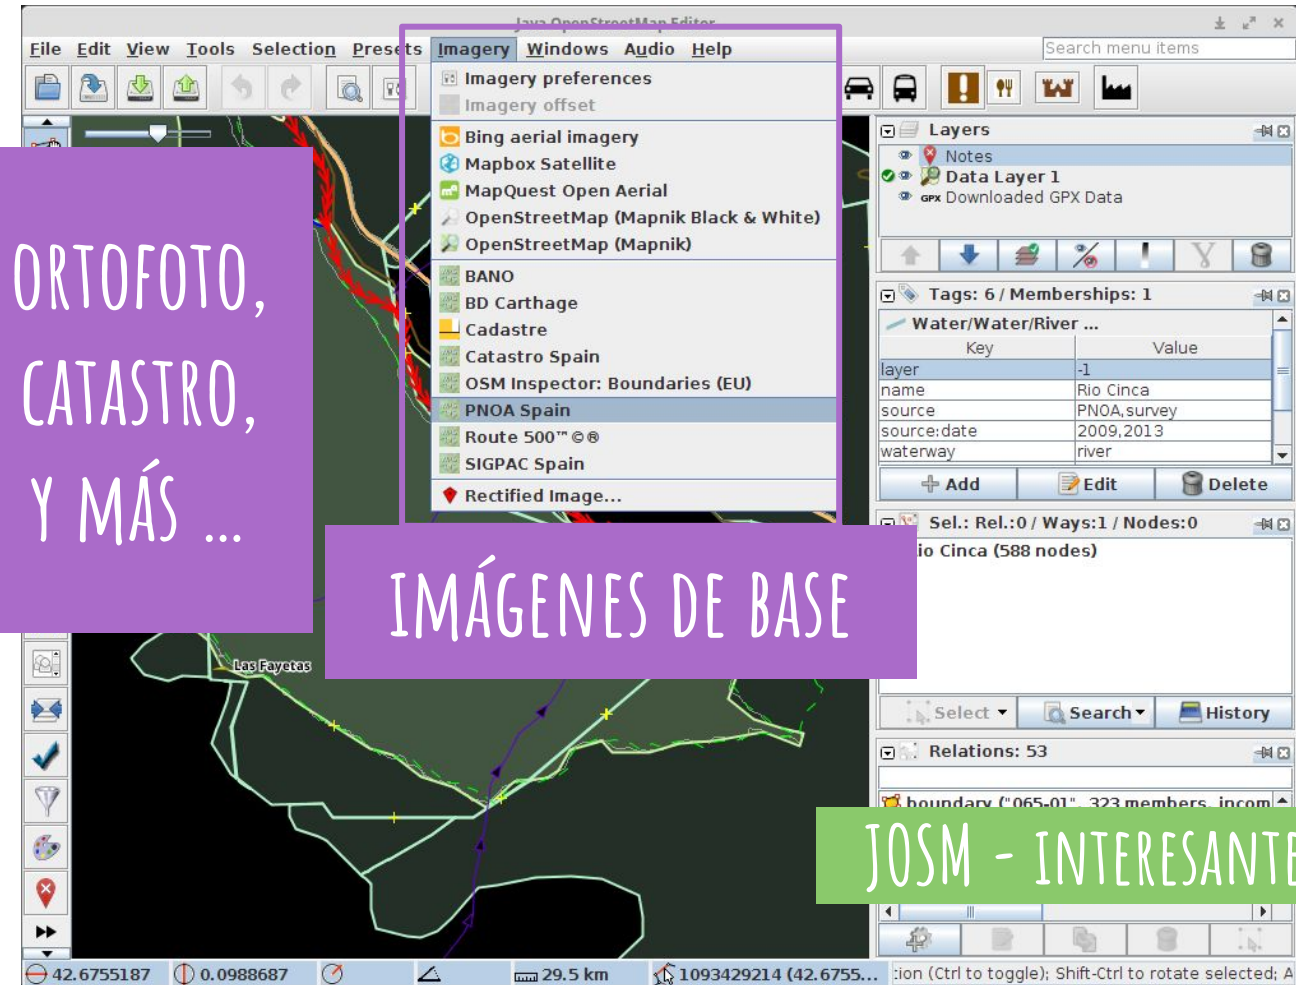 Java OpenStreetMap Editor
File Edit View Tools Selection Presets Imagery Windows Audio Help
Search menu items
Imagery preferences
Imagery offset
Bing aerial imagery
Mapbox Satellite
MapQuest Open Aerial
OpenStreetMap (Mapnik Black & White)
OpenStreetMap (Mapnik)
BANO
BD Carthage
Cadastre
Catastro Spain
OSM Inspector: Boundaries (EU)
PNOA Spain
Route 500™©®
SIGPAC Spain
Rectified Image...
ORTOFOTO,
CATASTRO,
Y MÁS ...
IMÁGENES DE BASE
Las Fayetas
Layers
Notes
Data Layer 1
GPX Downloaded GPX Data
Tags: 6 / Memberships: 1
Water/Water/River ...
Key Value
layer -1
name Rio Cinca
source PNOA,survey
source:date 2009,2013
waterway river
Add Edit Delete
Sel.: Rel.:0 / Ways:1 / Nodes:0
io Cinca (588 nodes)
Select Search History
Relations: 53
boundary ("065-01", 323 members, incom
JOSM - INTERESANTE
42.6755187 0.0988687 29.5 km 1093429214 (42.6755... :ion (Ctrl to toggle); Shift-Ctrl to rotate selected; A